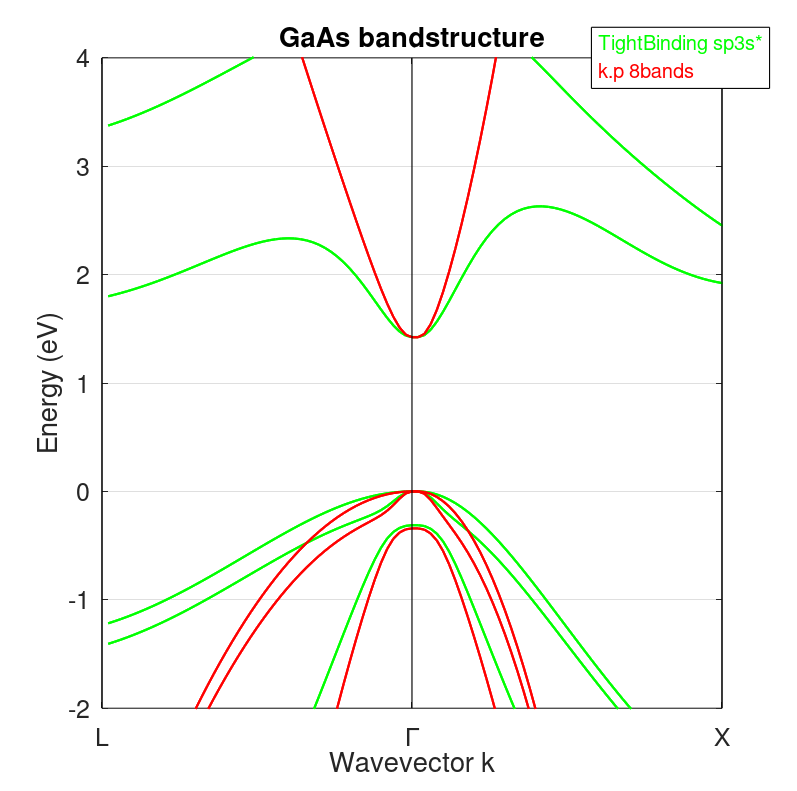 GaAs bandstructure
TightBinding sp3s*
k.p 8bands
4
3
2
1
0
-1
-2
Energy (eV)
L
Γ
X
Wavevector k